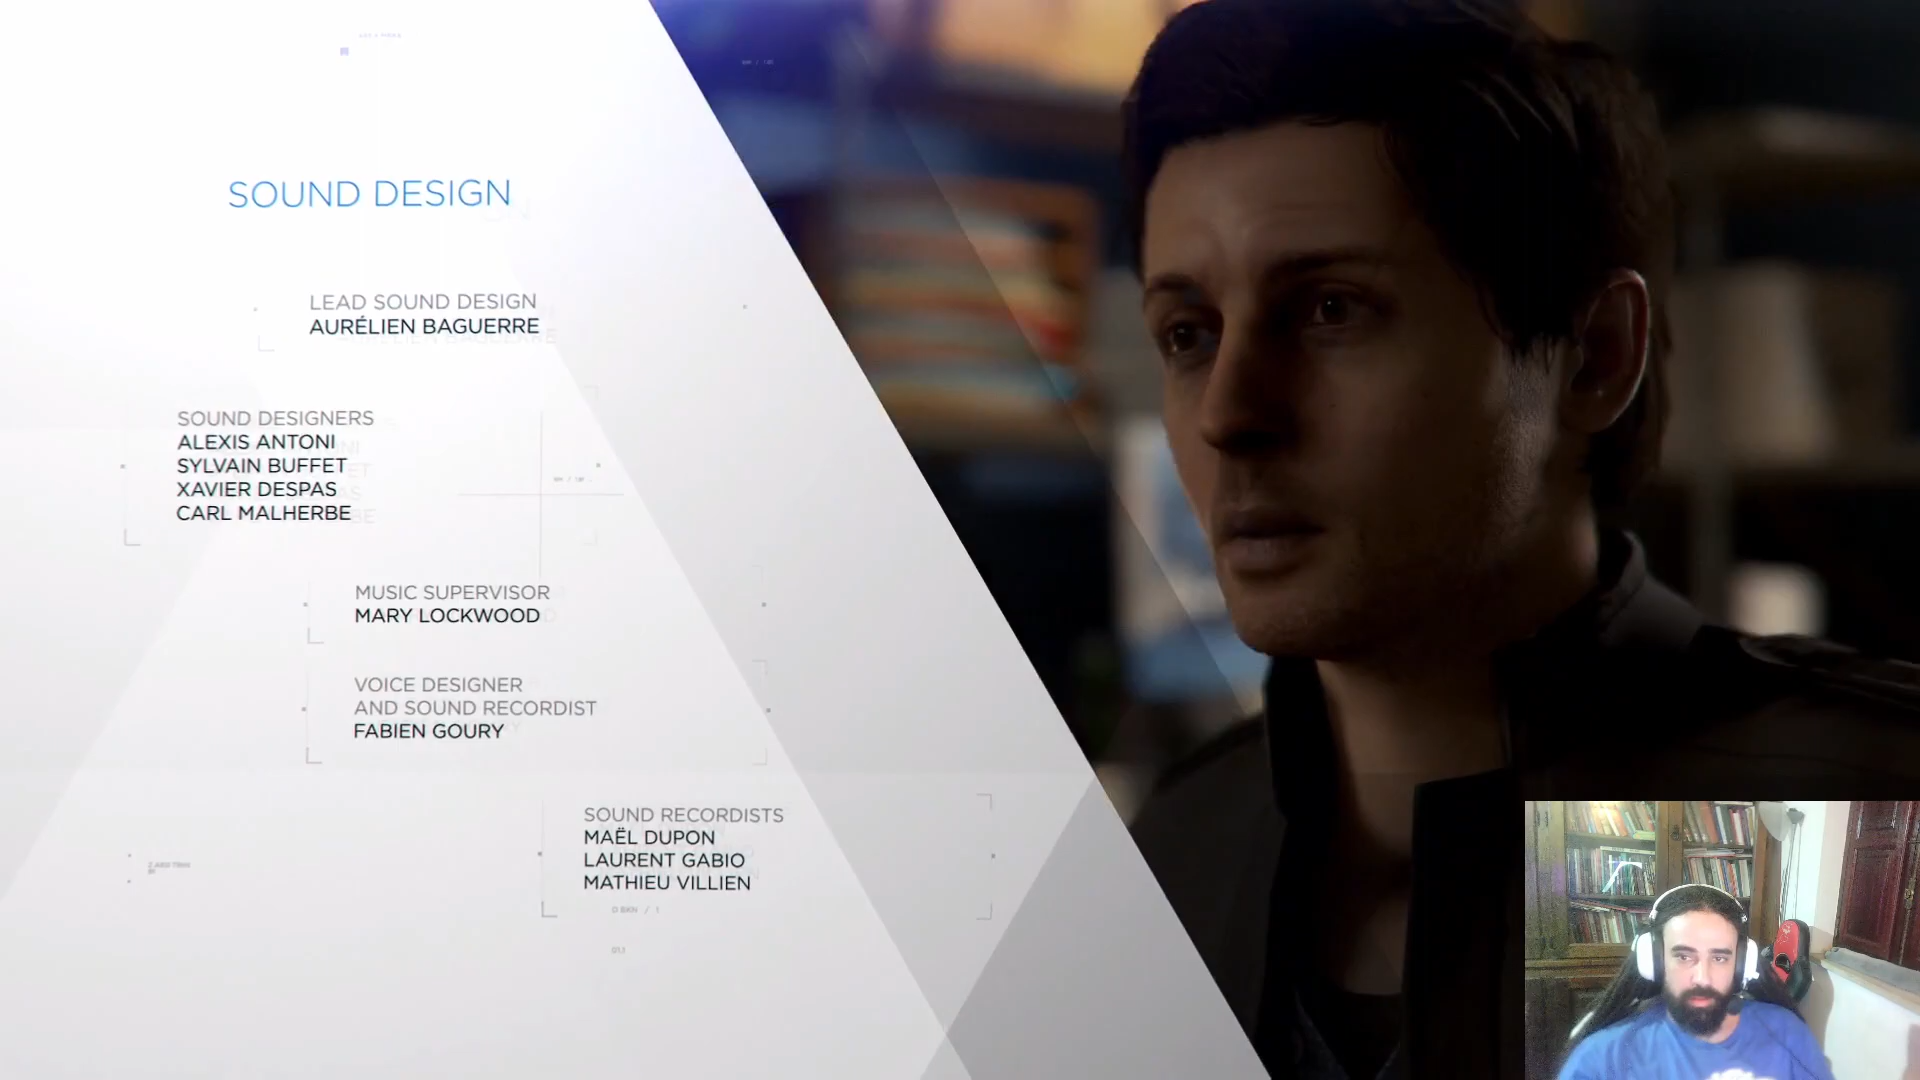 SOUND DESIGN
LEAD SOUND DESIGN
AURÉLIEN BAGUERRE
SOUND DESIGNERS
ALEXIS ANTONI
SYLVAIN BUFFET
XAVIER DESPAS
CARL MALHERBE
MUSIC SUPERVISOR
MARY LOCKWOOD
VOICE DESIGNER
AND SOUND RECORDIST
FABIEN GOURY
SOUND RECORDISTS
MAËL DUPON
LAURENT GABIO
MATHIEU VILLIEN